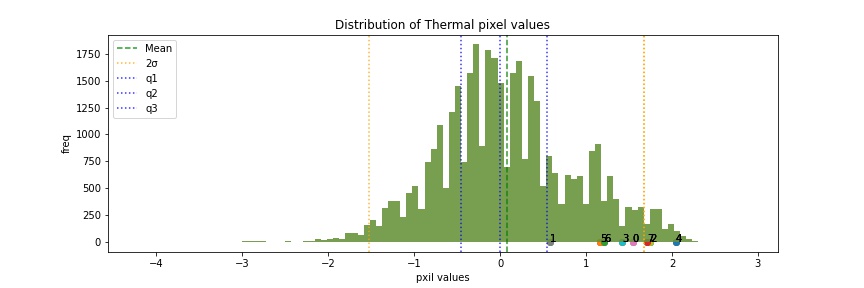 Distribution of Thermal pixel values
Mean
2σ
q1
q2
q3
freq
1750
1500
1250
1000
750
500
250
0
1 5 6 3 0 7 2 4
−4 −3 −2 −1 0 1 2 3
pxil values